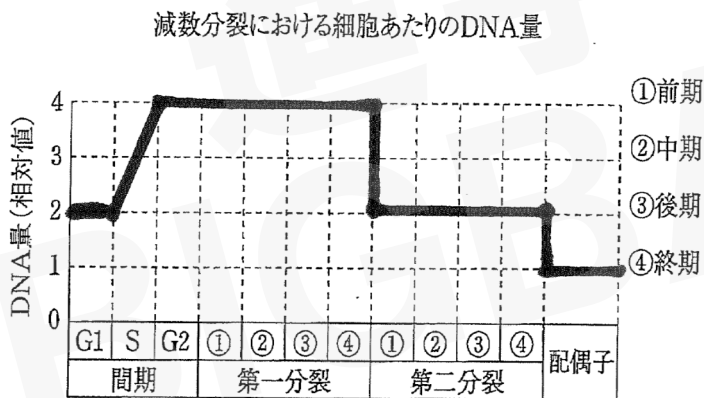 減数分裂における細胞あたりのDNA量
DNA量(相対値)
4
3
2
1
0
①前期
②中期
③後期
④終期
G1 S G2 ① ② ③ ④ ① ② ③ ④ 配偶子
間期 第一分裂 第二分裂